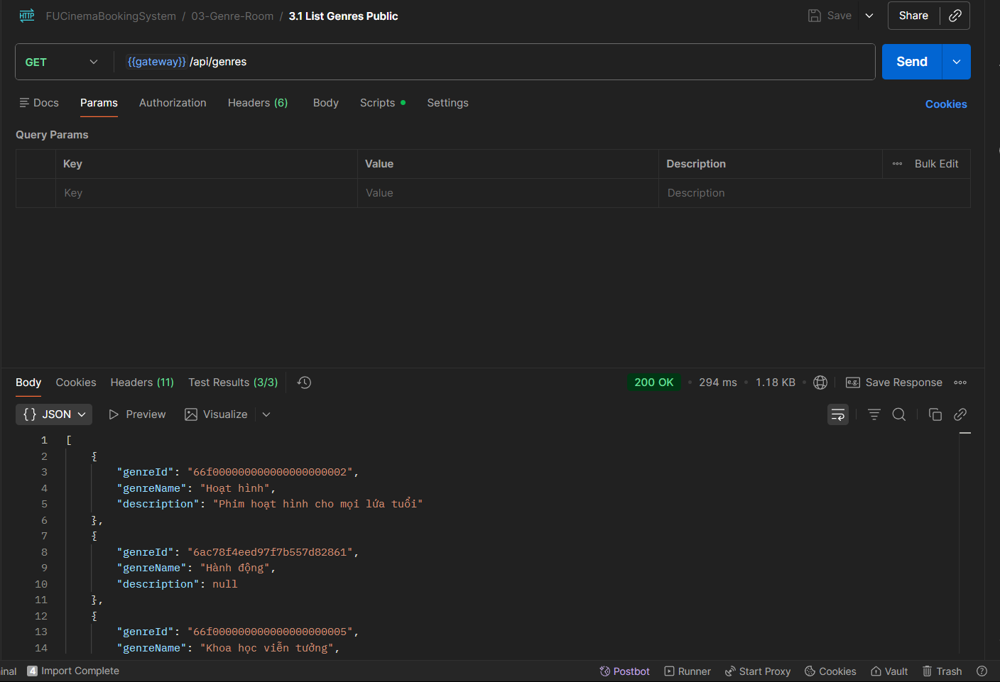 HTTP FUCinemaBookingSystem / 03-Genre-Room / 3.1 List Genres Public Save Share
GET {{gateway}} /api/genres Send
Docs Params Authorization Headers (6) Body Scripts Settings Cookies
Query Params
Key Value Description Bulk Edit
Key Value Description
Body Cookies Headers (11) Test Results (3/3) 200 OK 294 ms 1.18 KB e.g. Save Response
{} JSON Preview Visualize
1 [
2 {
3 "genreId": "66f000000000000000000002",
4 "genreName": "Hoạt hình",
5 "description": "Phim hoạt hình cho mọi lứa tuổi"
6 },
7 {
8 "genreId": "6ac78f4eed97f7b557d82861",
9 "genreName": "Hành động",
10 "description": null
11 },
12 {
13 "genreId": "66f000000000000000000005",
14 "genreName": "Khoa học viễn tưởng",
inal 4 Import Complete Postbot Runner Start Proxy Cookies Vault Trash